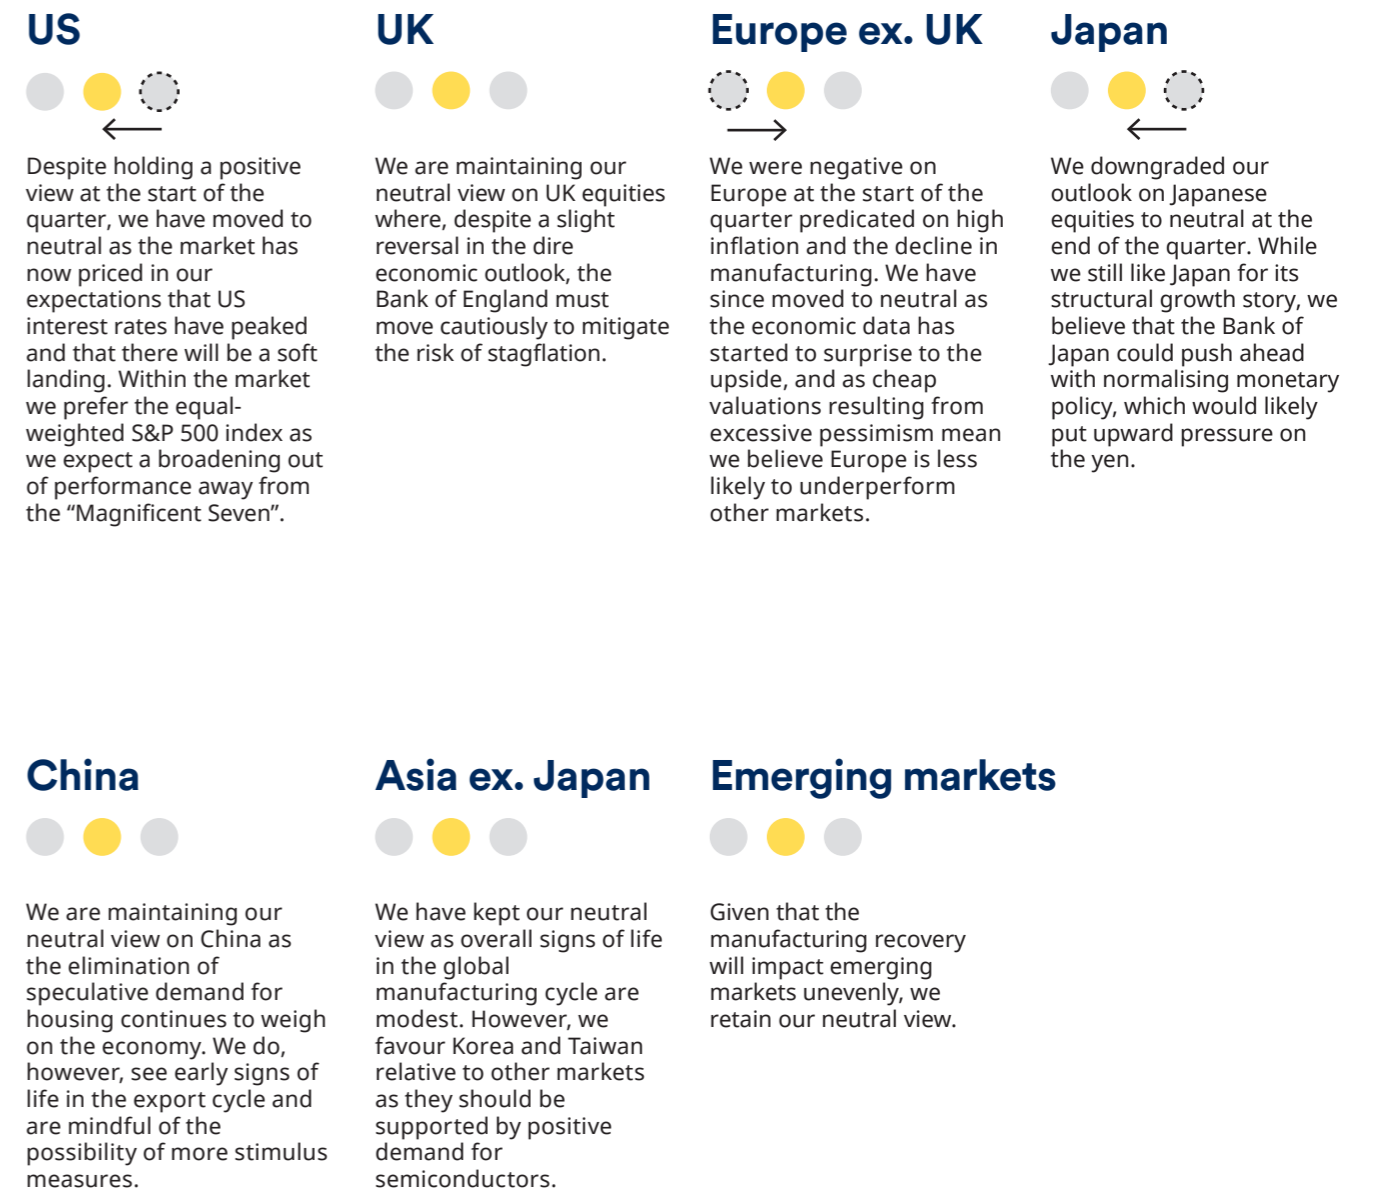 US
Despite holding a positive
view at the start of the
quarter, we have moved to
neutral as the market has
now priced in our
expectations that US
interest rates have peaked
and that there will be a soft
landing. Within the market
we prefer the equal-
weighted S&P 500 index as
we expect a broadening out
of performance away from
the “Magnificent Seven”.
UK
We are maintaining our
neutral view on UK equities
where, despite a slight
reversal in the dire
economic outlook, the
Bank of England must
move cautiously to mitigate
the risk of stagflation.
Europe ex. UK
We were negative on
Europe at the start of the
quarter predicated on high
inflation and the decline in
manufacturing. We have
since moved to neutral as
the economic data has
started to surprise to the
upside, and as cheap
valuations resulting from
excessive pessimism mean
we believe Europe is less
likely to underperform
other markets.
Japan
We downgraded our
outlook on Japanese
equities to neutral at the
end of the quarter. While
we still like Japan for its
structural growth story, we
believe that the Bank of
Japan could push ahead
with normalising monetary
policy, which would likely
put upward pressure on
the yen.
China
We are maintaining our
neutral view on China as
the elimination of
speculative demand for
housing continues to weigh
on the economy. We do,
however, see early signs of
life in the export cycle and
are mindful of the
possibility of more stimulus
measures.
Asia ex. Japan
We have kept our neutral
view as overall signs of life
in the global
manufacturing cycle are
modest. However, we
favour Korea and Taiwan
relative to other markets
as they should be
supported by positive
demand for
semiconductors.
Emerging markets
Given that the
manufacturing recovery
will impact emerging
markets unevenly, we
retain our neutral view.